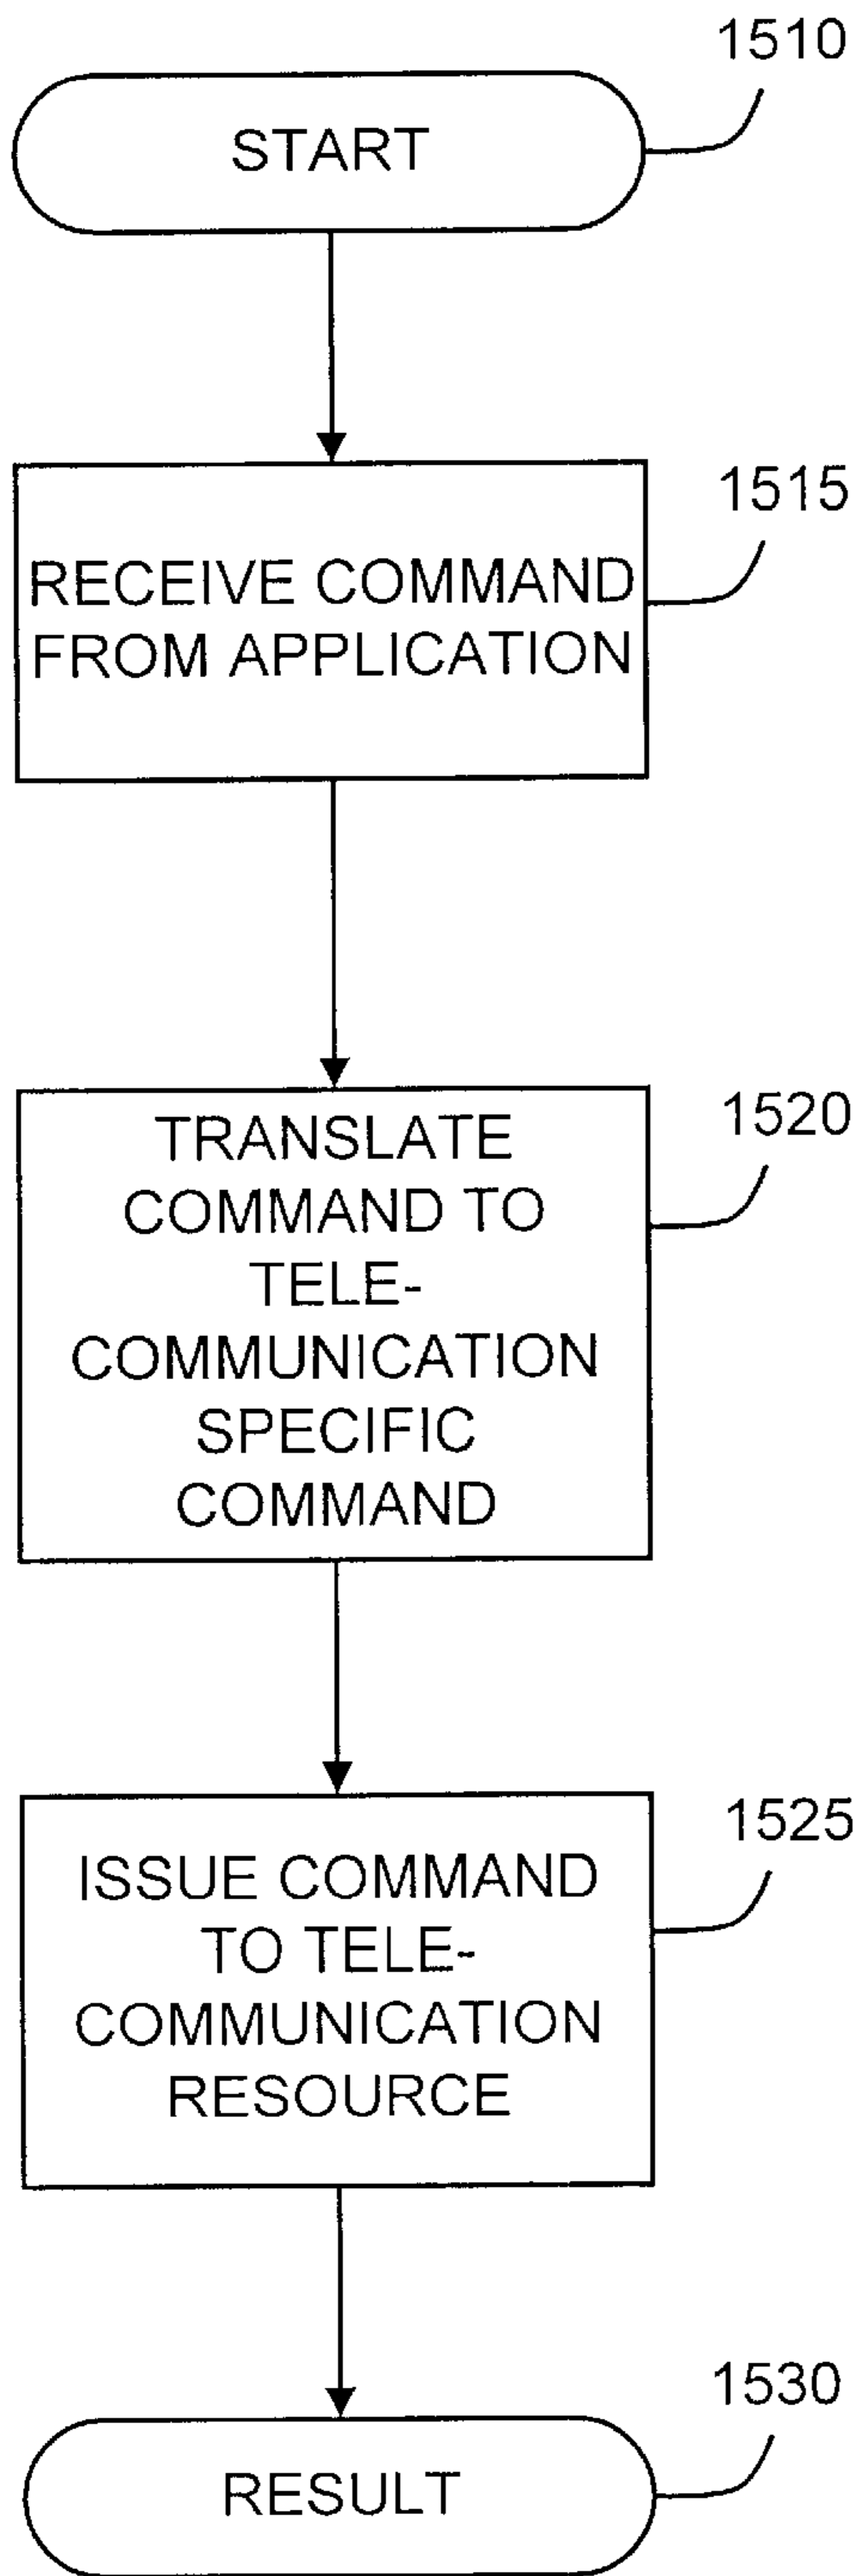 1510
START
1515
RECEIVE COMMAND
FROM APPLICATION
1520
TRANSLATE
COMMAND TO
TELE-
COMMUNICATION
SPECIFIC
COMMAND
1525
ISSUE COMMAND
TO TELE-
COMMUNICATION
RESOURCE
1530
RESULT